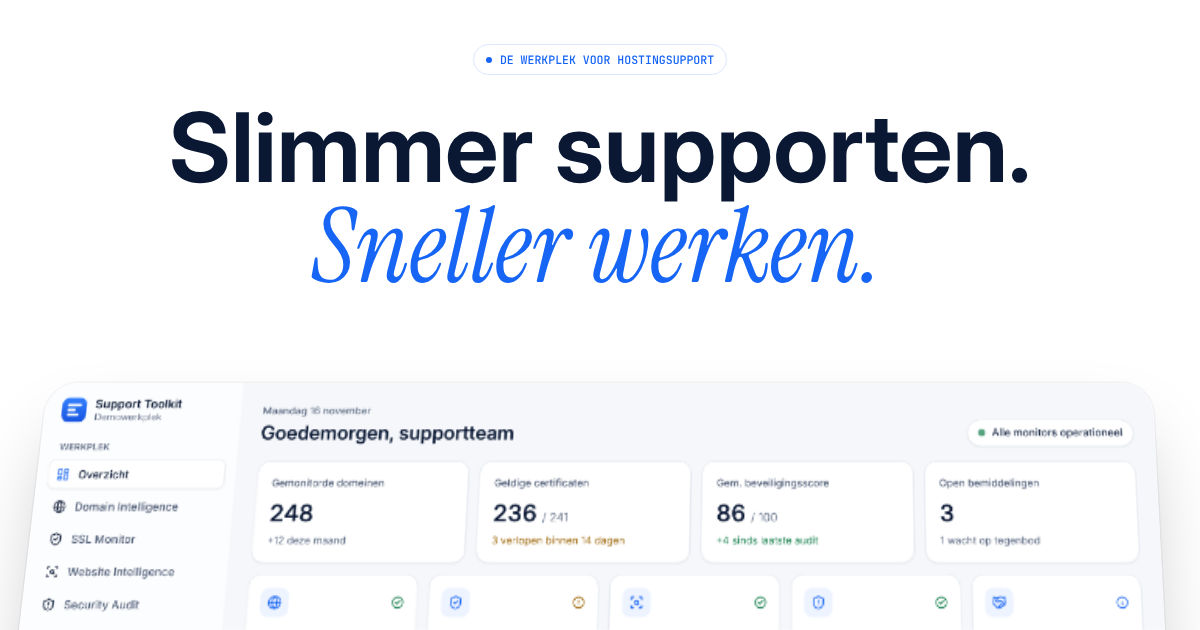 DE WERKPLEK VOOR HOSTINGSUPPORT
Slimmer supporten.
Sneller werken.
Support Toolkit
Demowerkplek
WERKPLEK
Overzicht
Domain Intelligence
SSL Monitor
Website Intelligence
Security Audit
Maandag 16 november
Goedemorgen, supportteam
Alle monitors operationeel
Gemonitorde domeinen
248
+12 deze maand
Geldige certificaten
236 / 241
3 verlopen binnen 14 dagen
Gem. beveiligingsscore
86 / 100
+4 sinds laatste audit
Open bemiddelingen
3
1 wacht op tegenbod